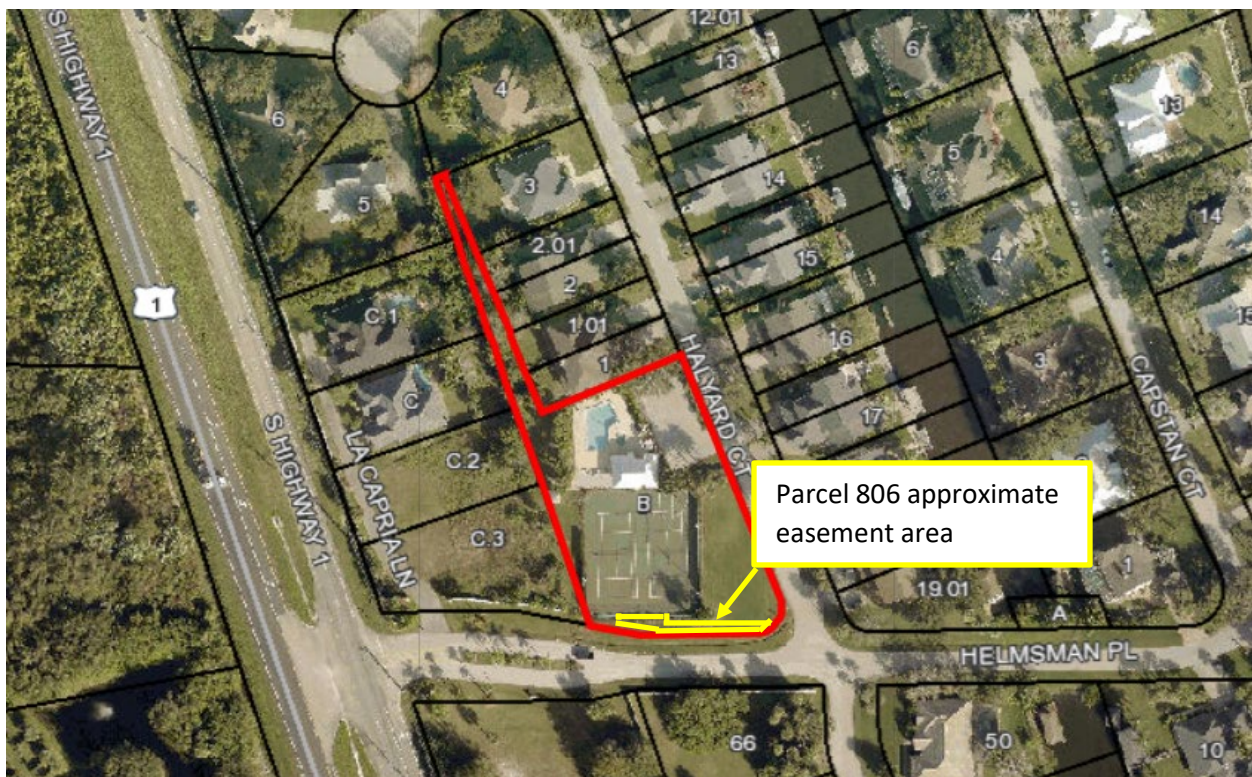 S HIGHWAY 1
12.01
13
6
13
4
6
3
5
14
5
14
2.01
2
15
4
C.1
1.01
1
16
3
15
1
HALYARD CT
CAPSTAN CT
C
17
S HIGHWAY 1
LA CAPRIA LN
C.2
B
Parcel 806 approximate
easement area
C.3
1
19.01
A
HELMSMAN PL
66
50
10